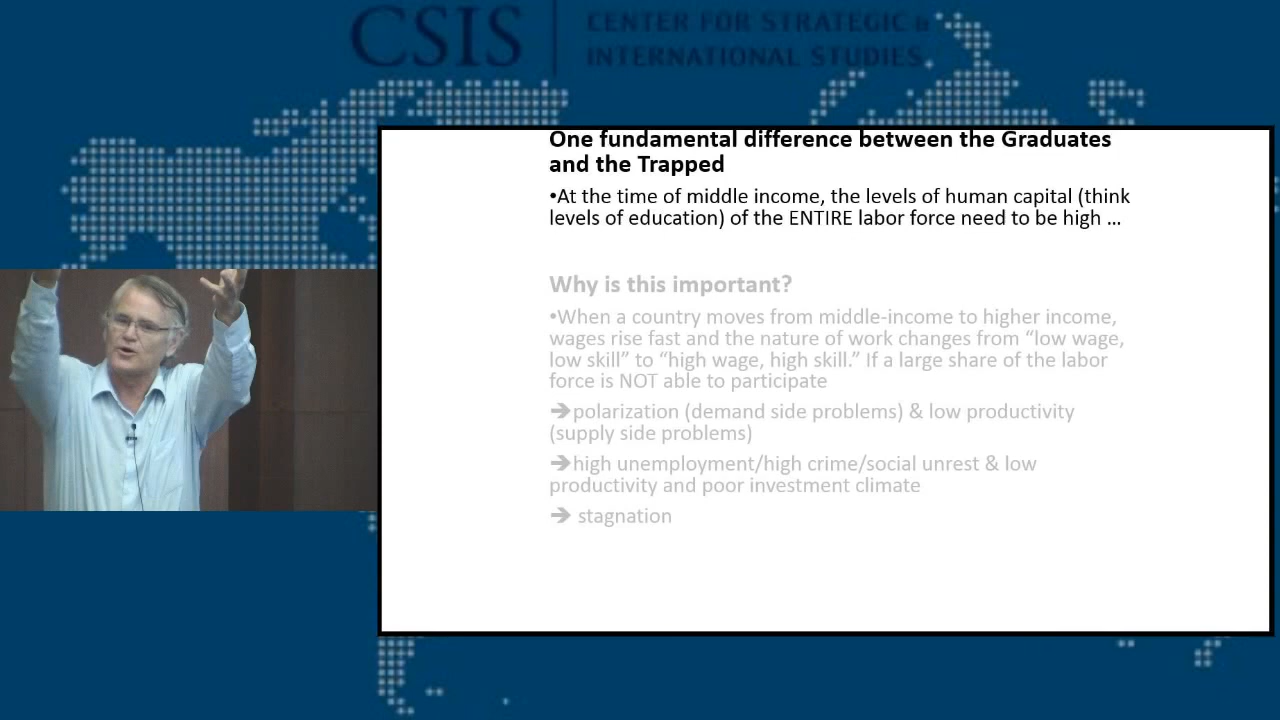 CSIS
CENTER FOR STRATEGIC &
INTERNATIONAL STUDIES
One fundamental difference between the Graduates
and the Trapped
•At the time of middle income, the levels of human capital (think
levels of education) of the ENTIRE labor force need to be high ...
Why is this important?
•When a country moves from middle-income to higher income,
wages rise fast and the nature of work changes from “low wage,
low skill” to “high wage, high skill.” If a large share of the labor
force is NOT able to participate
➔polarization (demand side problems) & low productivity
(supply side problems)
➔high unemployment/high crime/social unrest & low
productivity and poor investment climate
➔ stagnation